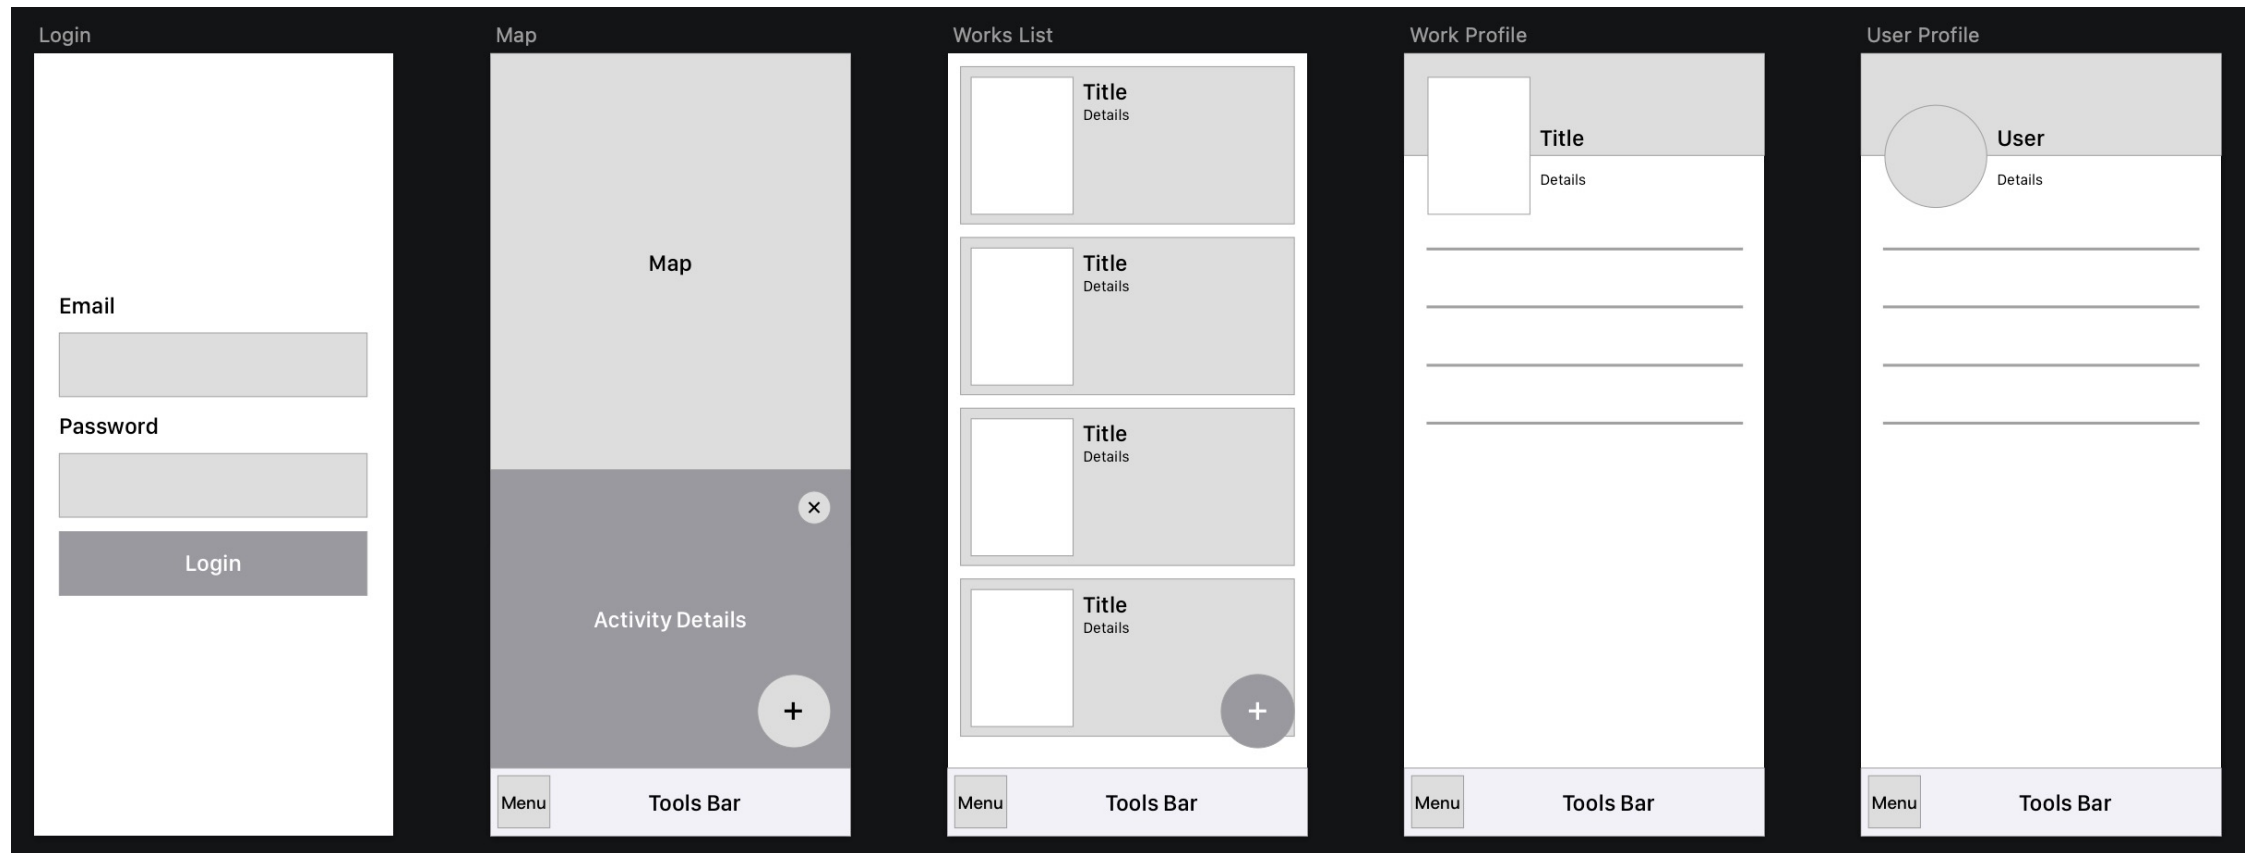 Login
Email
Password
Login
Map
Map
×
Activity Details
+
Menu
Tools Bar
Works List
Title
Details
Title
Details
Title
Details
Title
Details
+
Menu
Tools Bar
Work Profile
Title
Details
Menu
Tools Bar
User Profile
User
Details
Menu
Tools Bar